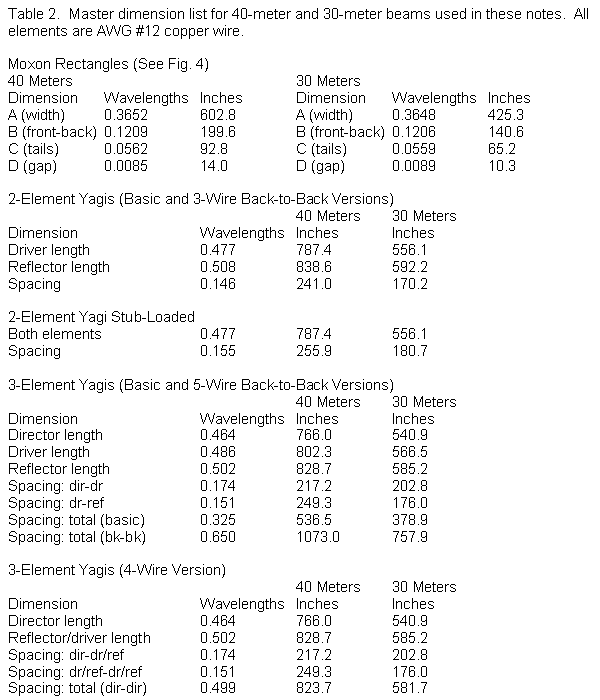 Table 2.  Master dimension list for 40-meter and 30-meter beams used in these notes.  All
elements are AWG #12 copper wire.
Moxon Rectangles (See Fig. 4)
40 Meters 30 Meters
Dimension Wavelengths Inches Dimension Wavelengths Inches
A (width) 0.3652 602.8 A (width) 0.3648 425.3
B (front-back) 0.1209 199.6 B (front-back) 0.1206 140.6
C (tails) 0.0562 92.8 C (tails) 0.0559 65.2
D (gap) 0.0085 14.0 D (gap) 0.0089 10.3
2-Element Yagis (Basic and 3-Wire Back-to-Back Versions)
40 Meters 30 Meters
Dimension Wavelengths Inches Inches
Driver length 0.477 787.4 556.1
Reflector length 0.508 838.6 592.2
Spacing 0.146 241.0 170.2
2-Element Yagi Stub-Loaded
Both elements 0.477 787.4 556.1
Spacing 0.155 255.9 180.7
3-Element Yagis (Basic and 5-Wire Back-to-Back Versions)
40 Meters 30 Meters
Dimension Wavelengths Inches Inches
Director length 0.464 766.0 540.9
Driver length 0.486 802.3 566.5
Reflector length 0.502 828.7 585.2
Spacing: dir-dr 0.174 217.2 202.8
Spacing: dr-ref 0.151 249.3 176.0
Spacing: total (basic) 0.325 536.5 378.9
Spacing: total (bk-bk) 0.650 1073.0 757.9
3-Element Yagis (4-Wire Version)
40 Meters 30 Meters
Dimension Wavelengths Inches Inches
Director length 0.464 766.0 540.9
Reflector/driver length 0.502 828.7 585.2
Spacing: dir-dr/ref 0.174 217.2 202.8
Spacing: dr/ref-dr/ref 0.151 249.3 176.0
Spacing: total (dir-dir) 0.499 823.7 581.7